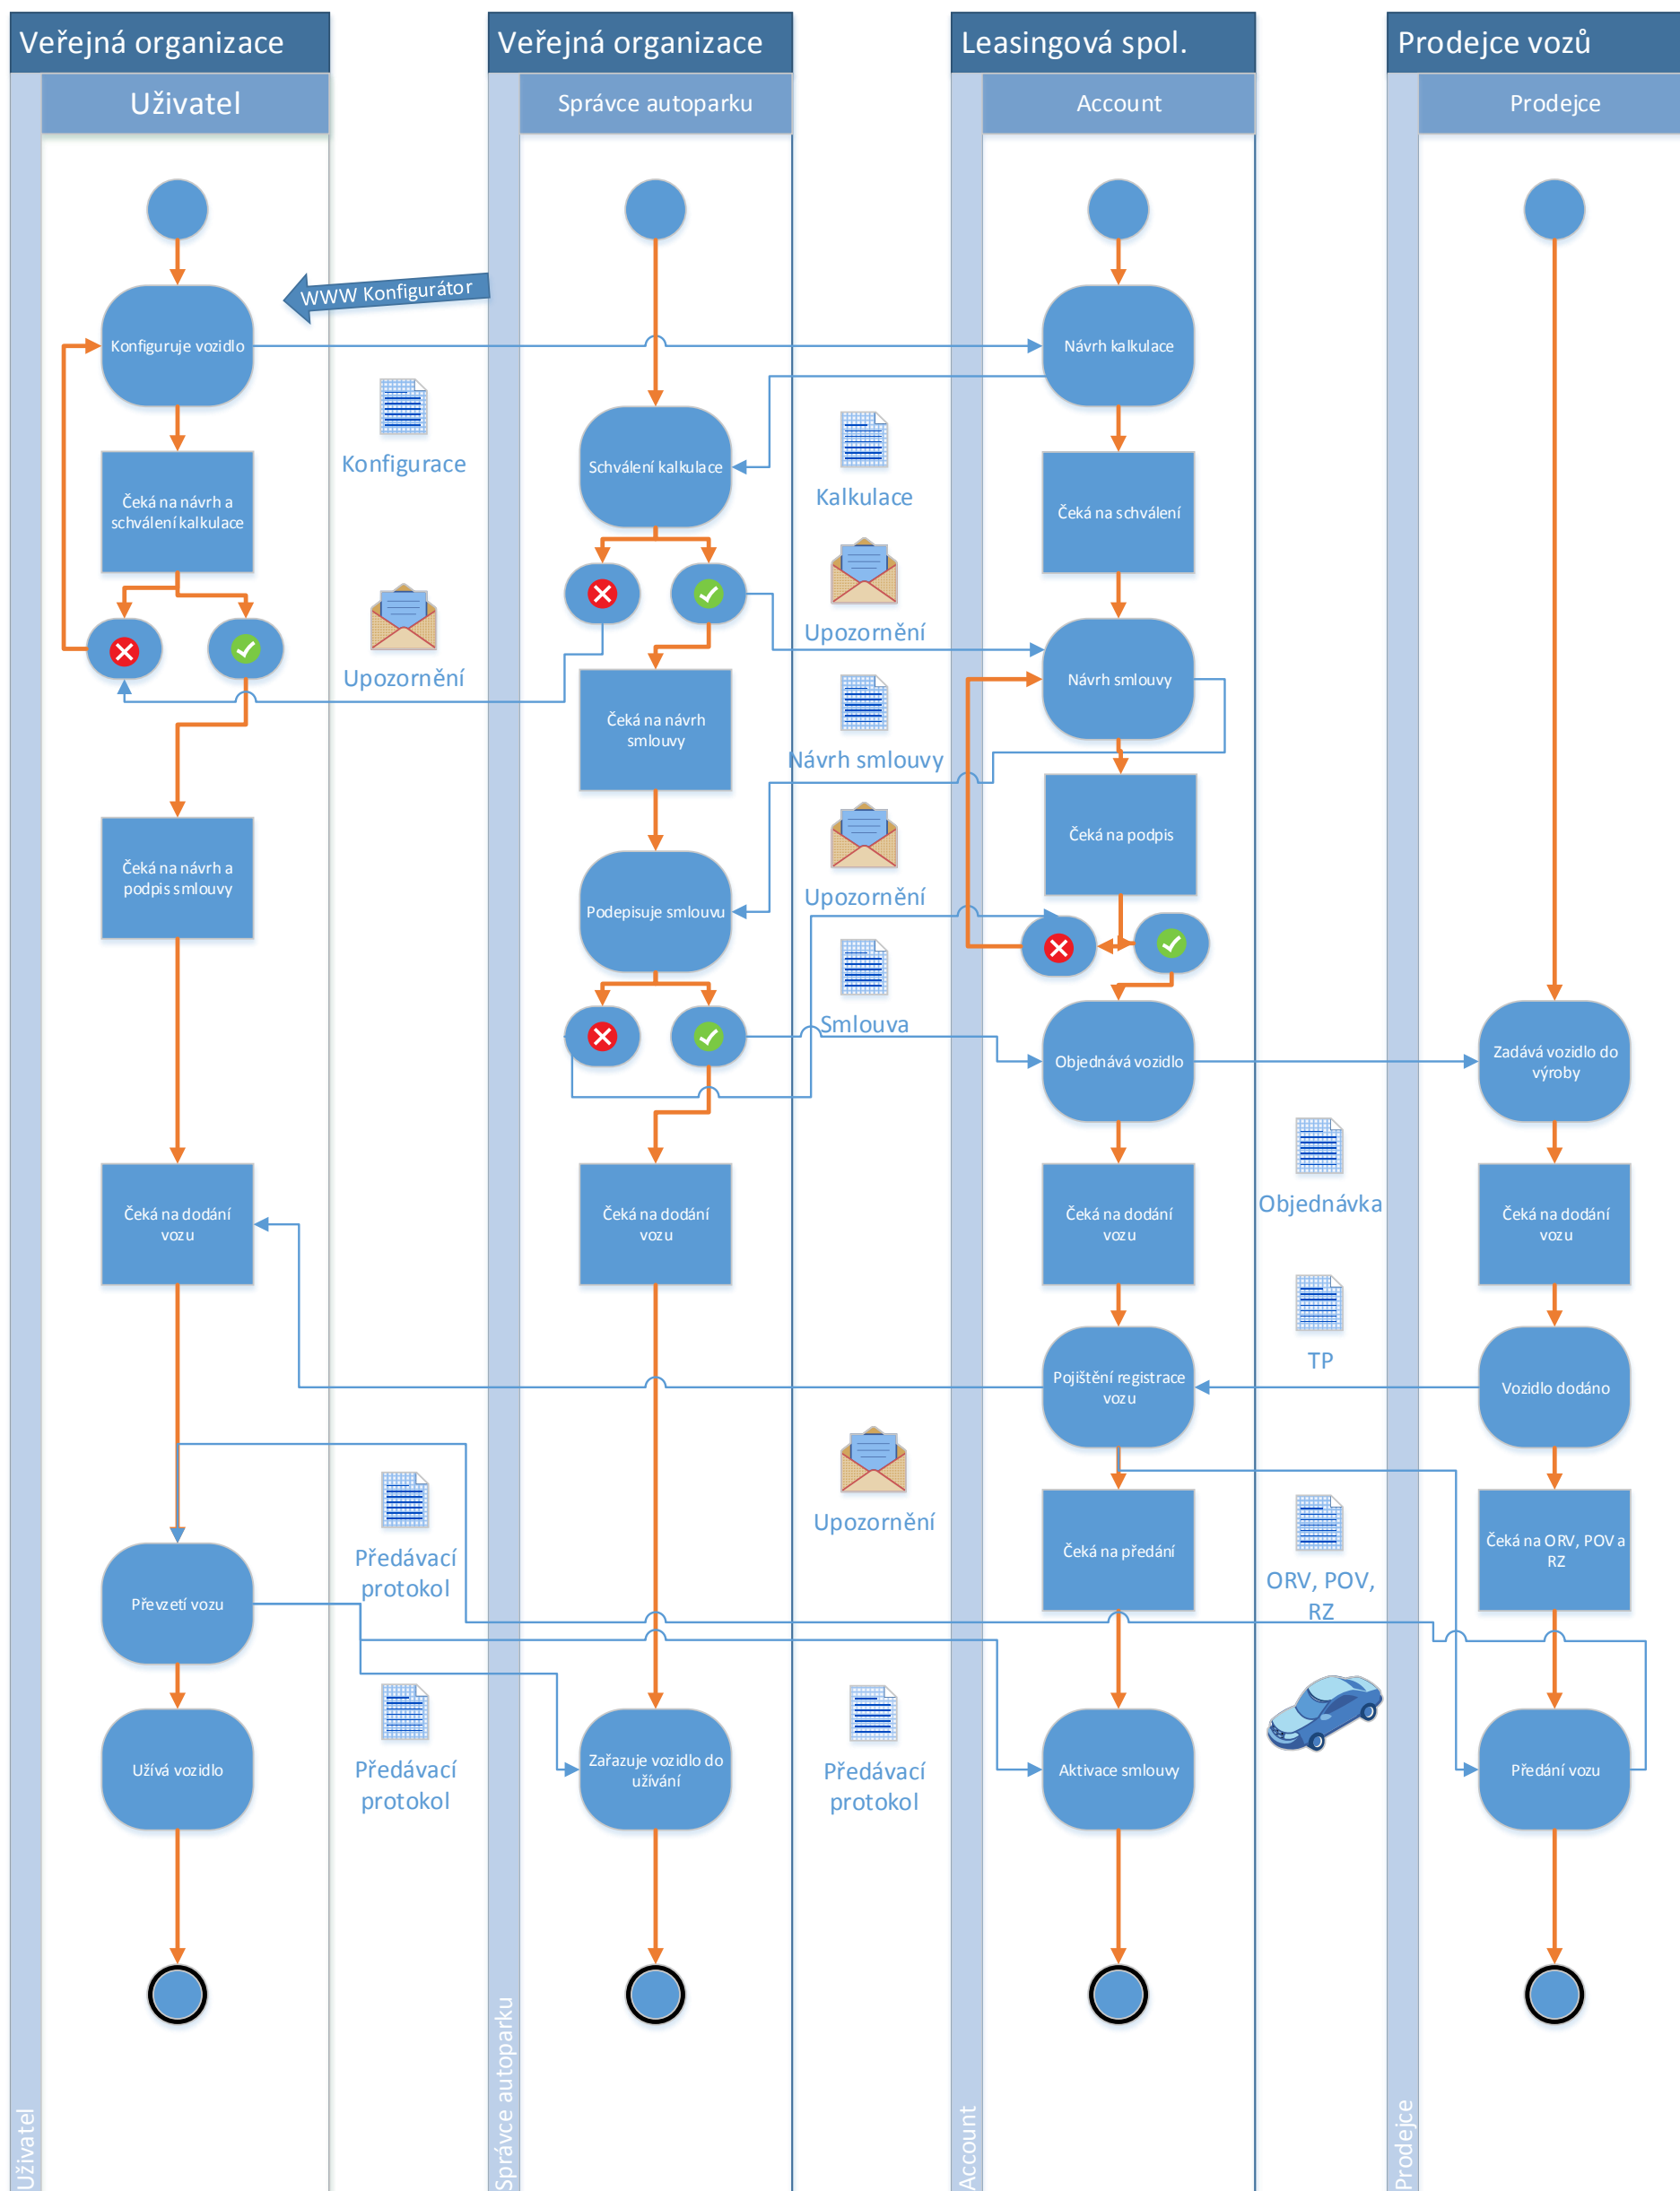 Veřejná organizace
Veřejná organizace
Leasingová spol.
Prodejce vozů
Uživatel
Správce autoparku
Account
Prodejce
WWW Konfigurátor
Konfiguruje vozidlo
Návrh kalkulace
Konfigurace
Schválení kalkulace
Kalkulace
Čeká na návrh a
schválení kalkulace
Čeká na schválení
Upozornění
Upozornění
Návrh smlouvy
Čeká na návrh
smlouvy
Návrh smlouvy
Čeká na podpis
Čeká na návrh a
podpis smlouvy
Upozornění
Podepisuje smlouvu
Smlouva
Objednává vozidlo
Zadává vozidlo do
výroby
Objednávka
Čeká na dodání
vozu
Čeká na dodání
vozu
Čeká na dodání
vozu
Čeká na dodání
vozu
TP
Pojištění registrace
vozu
Vozidlo dodáno
Upozornění
Předávací
protokol
Čeká na předání
ORV, POV,
RZ
Čeká na ORV, POV a
RZ
Převzetí vozu
Užívá vozidlo
Předávací
protokol
Zařazuje vozidlo do
užívání
Předávací
protokol
Aktivace smlouvy
Předání vozu
Uživatel
Správce autoparku
Account
Prodejce